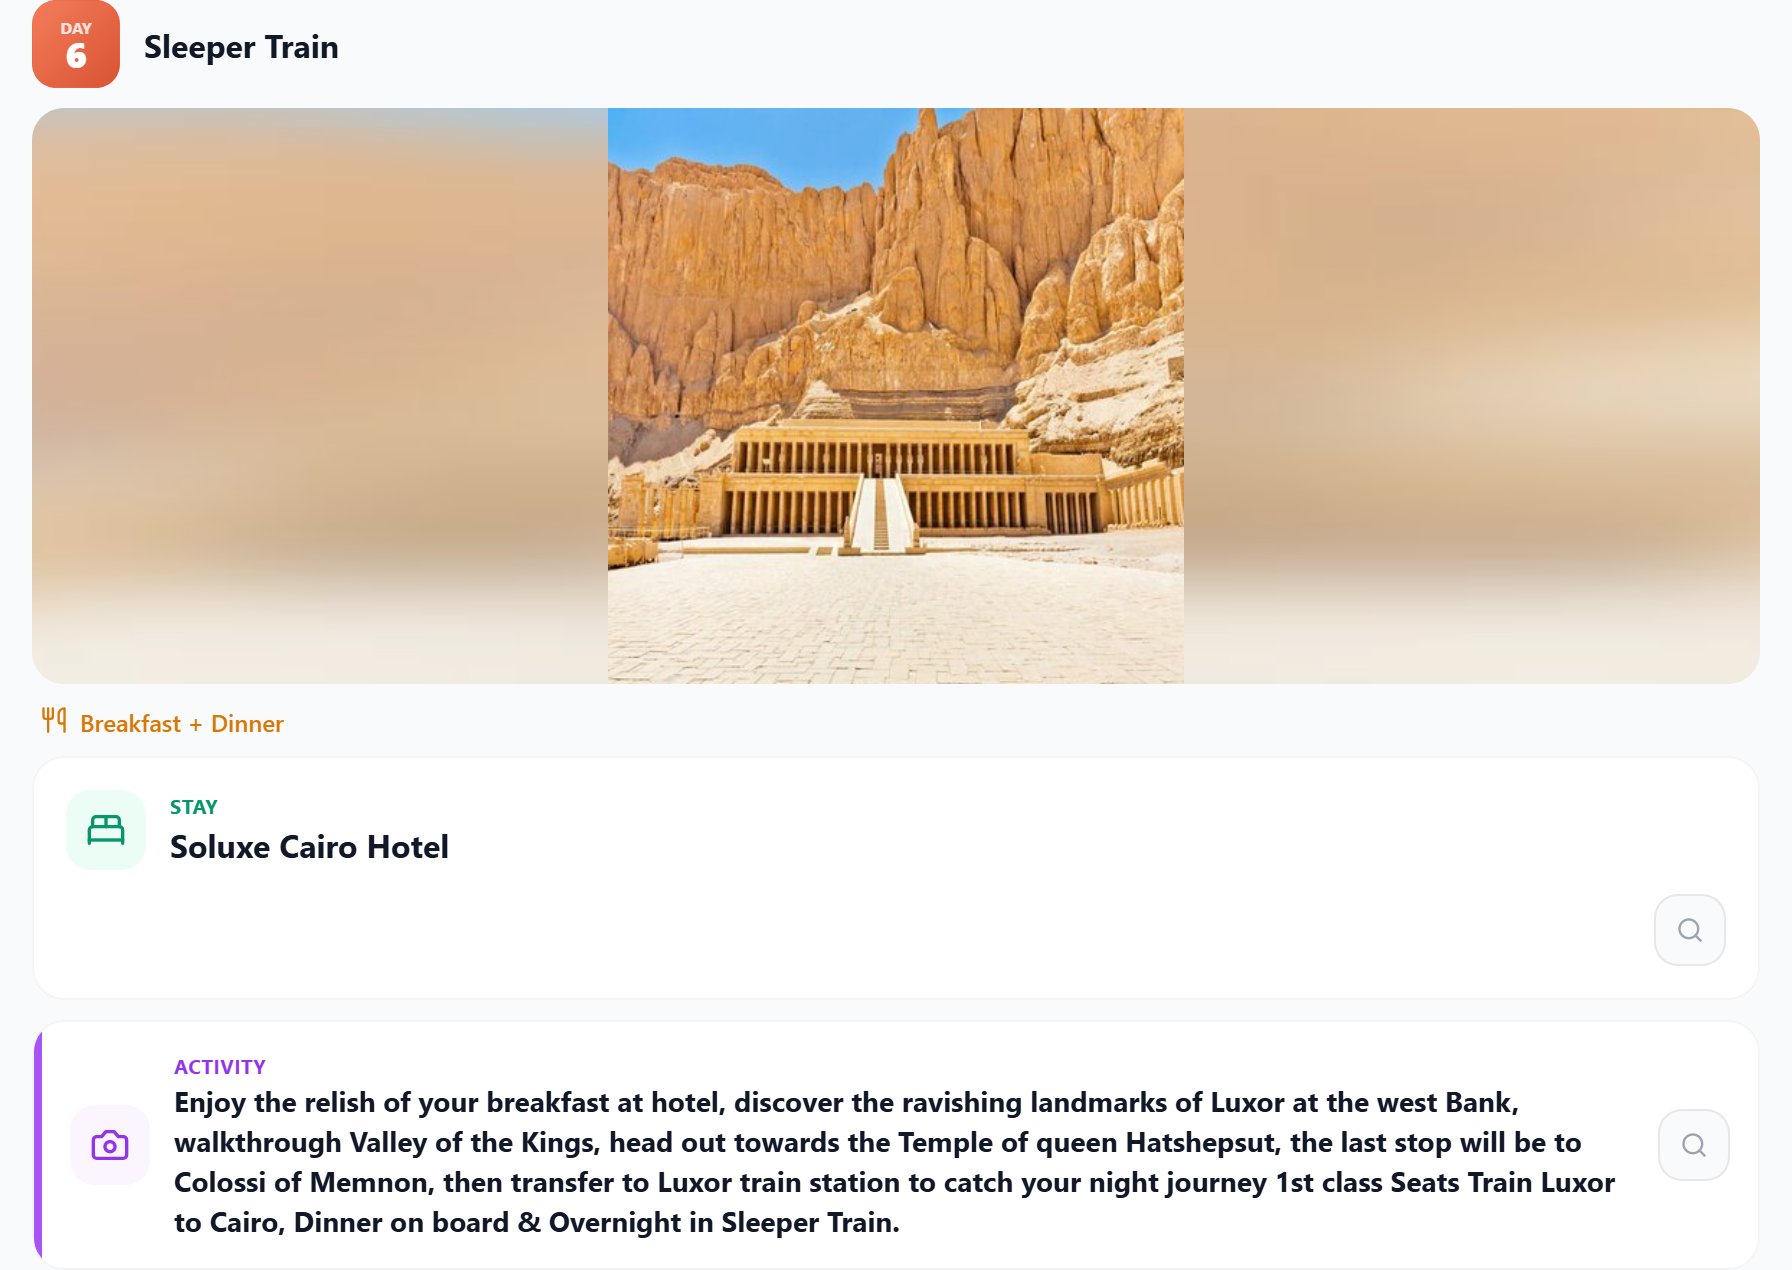 DAY
6
Sleeper Train
Breakfast + Dinner
STAY
Soluxe Cairo Hotel
ACTIVITY
Enjoy the relish of your breakfast at hotel, discover the ravishing landmarks of Luxor at the west Bank,
walkthrough Valley of the Kings, head out towards the Temple of queen Hatshepsut, the last stop will be to
Colossi of Memnon, then transfer to Luxor train station to catch your night journey 1st class Seats Train Luxor
to Cairo, Dinner on board & Overnight in Sleeper Train.